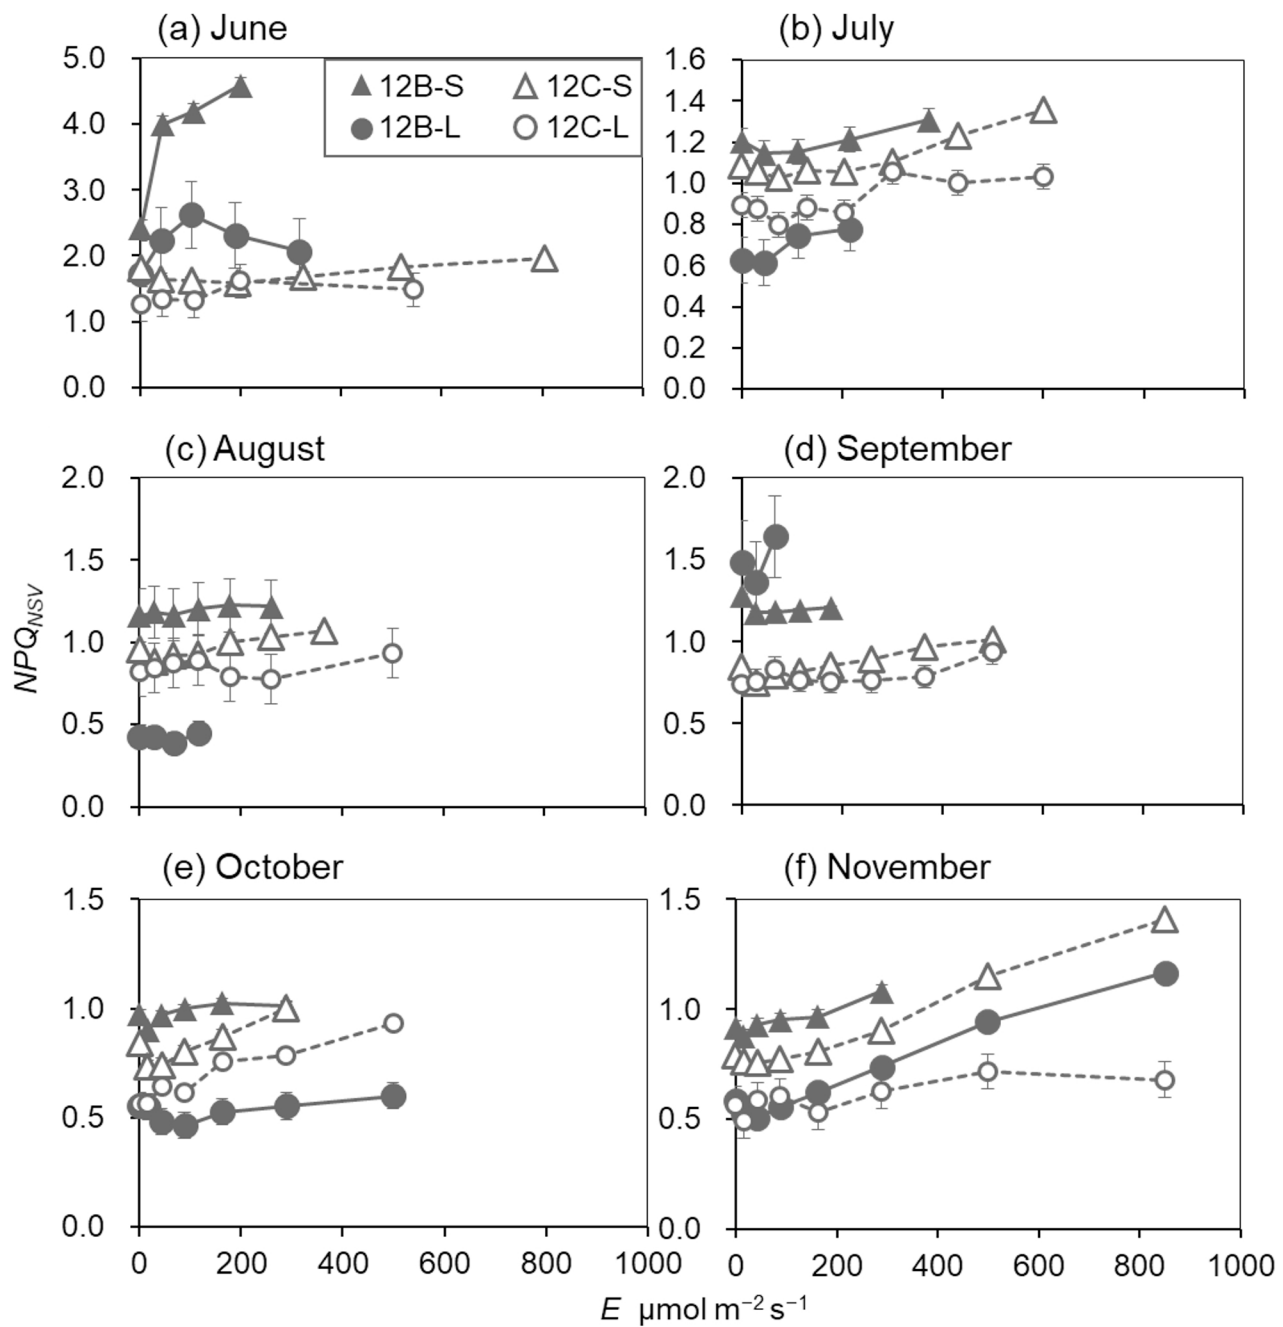 (a) June
(b) July
5.0
4.0
3.0
2.0
1.0
0.0
12B-S
12C-S
12B-L
12C-L
1.6
1.4
1.2
1.0
0.8
0.6
0.4
0.2
0.0
(c) August
(d) September
2.0
1.5
1.0
0.5
0.0
2.0
1.5
1.0
0.5
0.0
NPQNSV
(e) October
(f) November
1.5
1.0
0.5
0.0
0 200 400 600 800 1000
1.5
1.0
0.5
0.0
0 200 400 600 800 1000
E µmol m−2 s−1